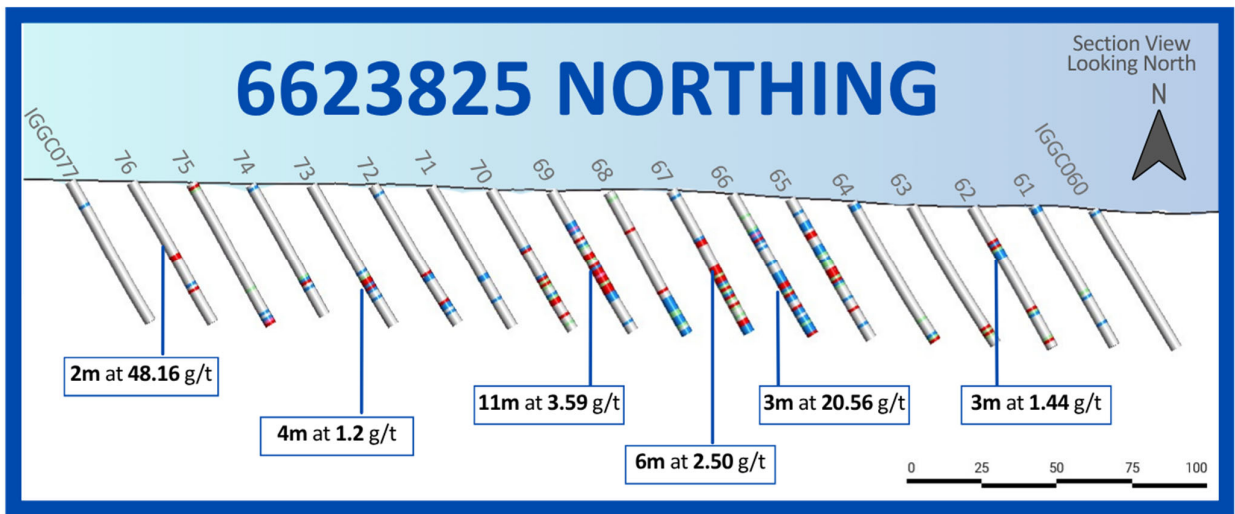 6623825 NORTHING
Section View
Looking North
N
IGGC077
76
75
74
73
72
71
70
69
68
67
66
65
64
63
62
61
IGGC060
2m at 48.16 g/t
4m at 1.2 g/t
11m at 3.59 g/t
6m at 2.50 g/t
3m at 20.56 g/t
3m at 1.44 g/t
0 25 50 75 100